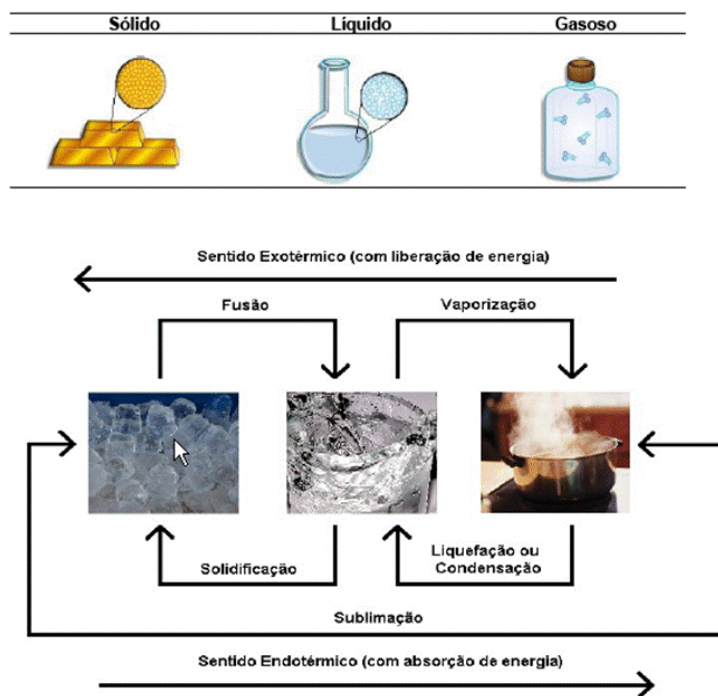 Sólido Líquido Gasoso
Sentido Exotérmico (com liberação de energia)
Fusão Vaporização
Solidificação Liquefação ou
Condensação
Sublimação
Sentido Endotérmico (com absorção de energia)